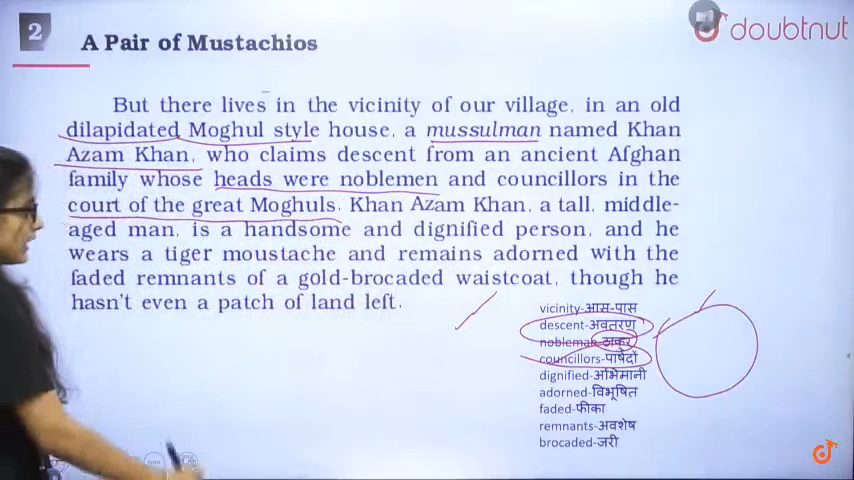 2
A Pair of Mustachios
doubtnut
But there lives in the vicinity of our village, in an old
dilapidated Moghul style house, a mussulman named Khan
Azam Khan, who claims descent from an ancient Afghan
family whose heads were noblemen and councillors in the
court of the great Moghuls. Khan Azam Khan, a tall, middle-
aged man, is a handsome and dignified person, and he
wears a tiger moustache and remains adorned with the
faded remnants of a gold-brocaded waistcoat, though he
hasn't even a patch of land left.
vicinity-आस-पास
descent-अवतरण
nobleman-ठाकुर
councillors-पार्षदों
dignified-अभिमानी
adorned-विभूषित
faded-फीका
remnants-अवशेष
brocaded-जरी